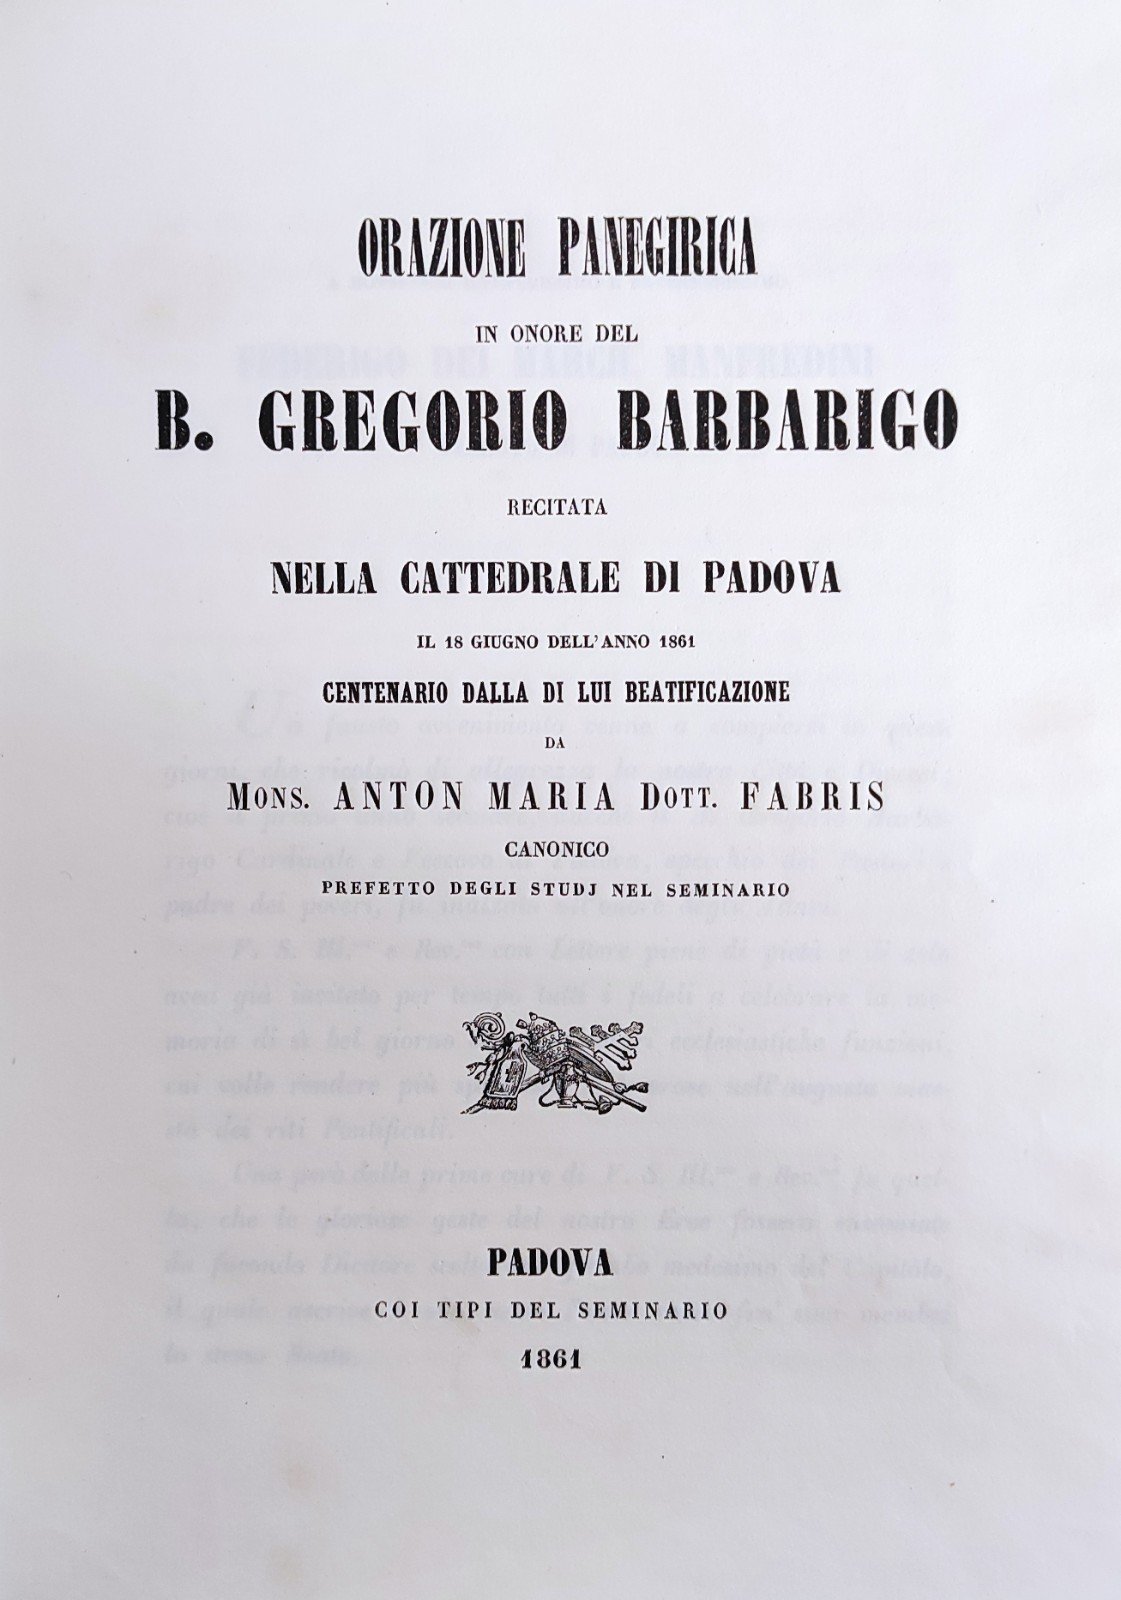 ORAZIONE PANEGIRICA
IN ONORE DEL
B. GREGORIO BARBARIGO
RECITATA
NELLA CATTEDRALE DI PADOVA
IL 18 GIUGNO DELL'ANNO 1861
CENTENARIO DALLA DI LUI BEATIFICAZIONE
DA
MONS. ANTON MARIA DOTT. FABRIS
CANONICO
PREFETTO DEGLI STUDJ NEL SEMINARIO
PADOVA
COI TIPI DEL SEMINARIO
1861